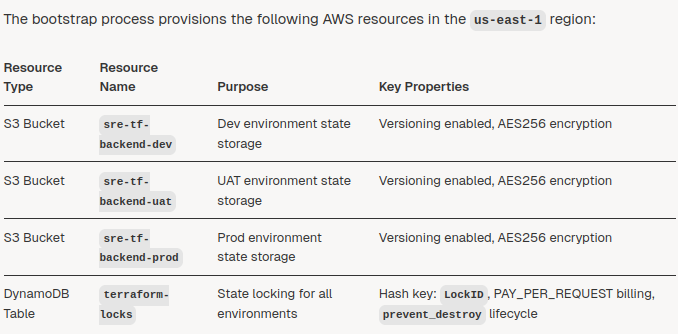 The bootstrap process provisions the following AWS resources in the us-east-1 region:
Resource Type Resource Name Purpose Key Properties
S3 Bucket sre-tf-backend-dev Dev environment state storage Versioning enabled, AES256 encryption
S3 Bucket sre-tf-backend-uat UAT environment state storage Versioning enabled, AES256 encryption
S3 Bucket sre-tf-backend-prod Prod environment state storage Versioning enabled, AES256 encryption
DynamoDB Table terraform-locks State locking for all environments Hash key: LockID, PAY_PER_REQUEST billing, prevent_destroy lifecycle